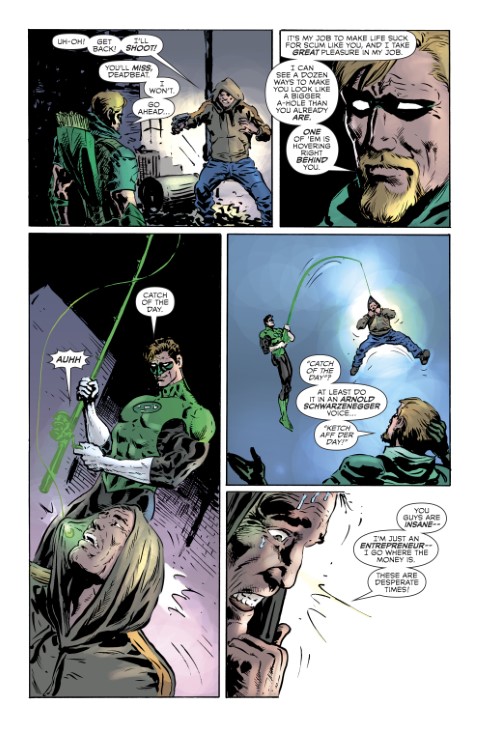 UH-OH!
GET
BACK!
I'LL
SHOOT!
YOU'LL MISS,
DEADBEAT.
I
WON'T.
GO
AHEAD...
IT'S MY JOB TO MAKE LIFE SUCK
FOR SCUM LIKE YOU, AND I TAKE
GREAT PLEASURE IN MY JOB.
I CAN
SEE A DOZEN
WAYS TO MAKE
YOU LOOK LIKE
A BIGGER
A-HOLE THAN
YOU ALREADY
ARE.
ONE
OF 'EM IS
HOVERING
RIGHT
BEHIND
YOU.
CATCH
OF THE
DAY.
AUHH
"CATCH
OF THE
DAY"?
AT LEAST DO
IT IN AN ARNOLD
SCHWARZENEGGER
VOICE...
"KETCH
AFF DER
DAY!"
YOU
GUYS ARE
INSANE--
I'M JUST AN
ENTREPRENEUR--
I GO WHERE THE
MONEY IS.
THESE ARE
DESPERATE
TIMES!